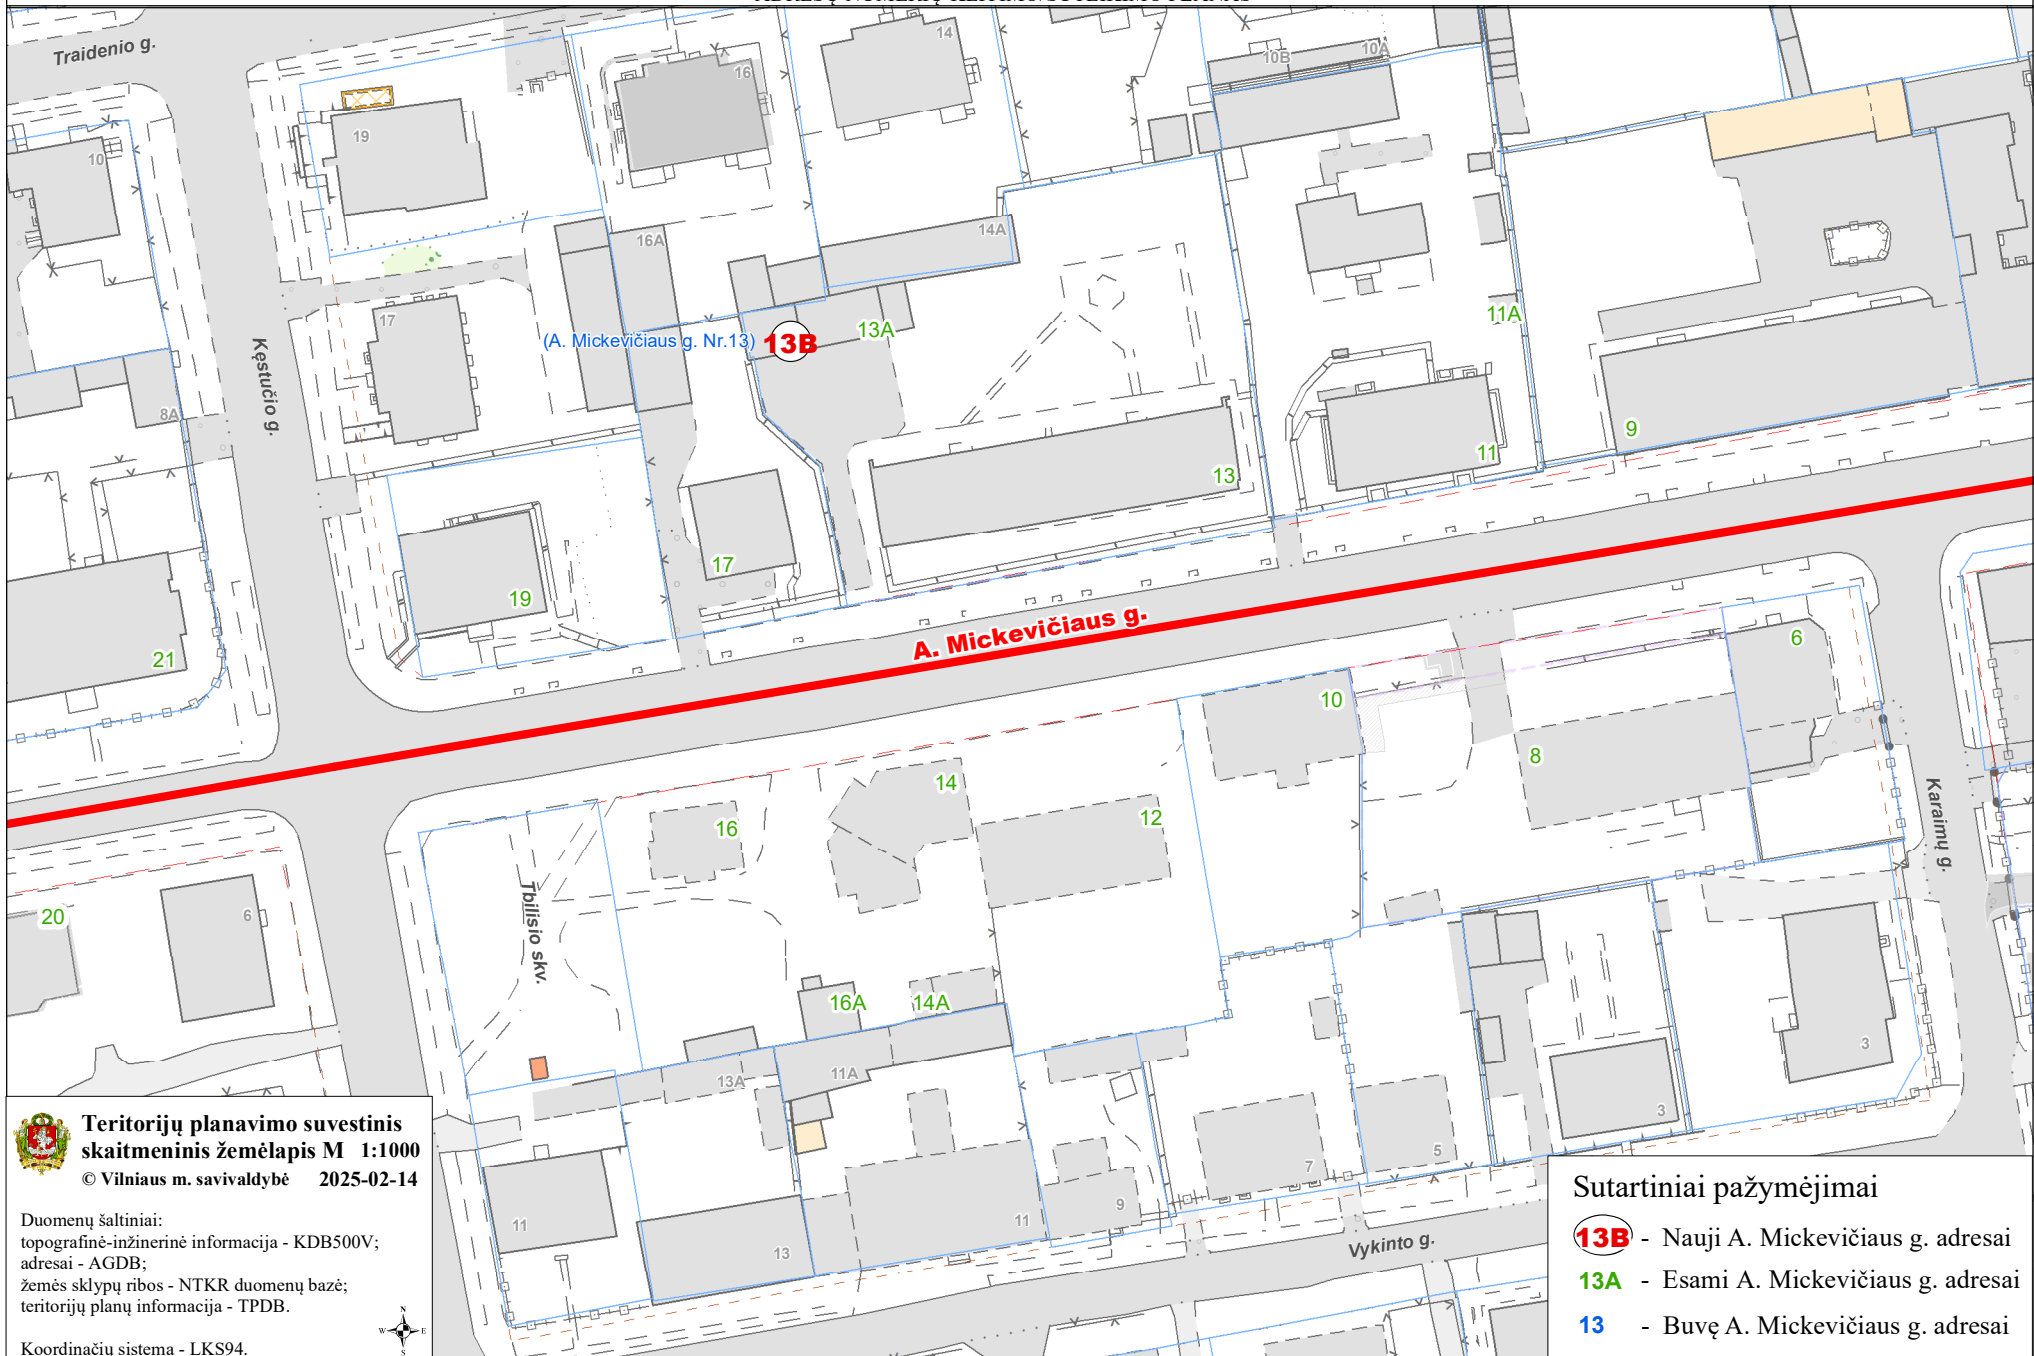 Traidenio g.
14
16
10B
10A
19
10
16A
14A
17
(A. Mickevičiaus g. Nr.13)
13B
13A
11A
Kęstučio g.
8A
9
11
13
17
19
21
A. Mickevičiaus g.
6
10
8
14
12
16
Karaimų g.
Tbilisio skv.
20
6
16A
14A
13A
11A
3
3
5
7
9
11
13
11
Vykinto g.
Teritorijų planavimo suvestinis
skaitmeninis žemėlapis M 1:1000
© Vilniaus m. savivaldybė 2025-02-14
Duomenų šaltiniai:
topografinė-inžinerinė informacija - KDB500V;
adresai - AGDB;
žemės sklypų ribos - NTKR duomenų bazė;
teritorijų planų informacija - TPDB.
Koordinačių sistema - LKS94.
N
W E
S
Sutartiniai pažymėjimai
13B - Nauji A. Mickevičiaus g. adresai
13A - Esami A. Mickevičiaus g. adresai
13 - Buvę A. Mickevičiaus g. adresai